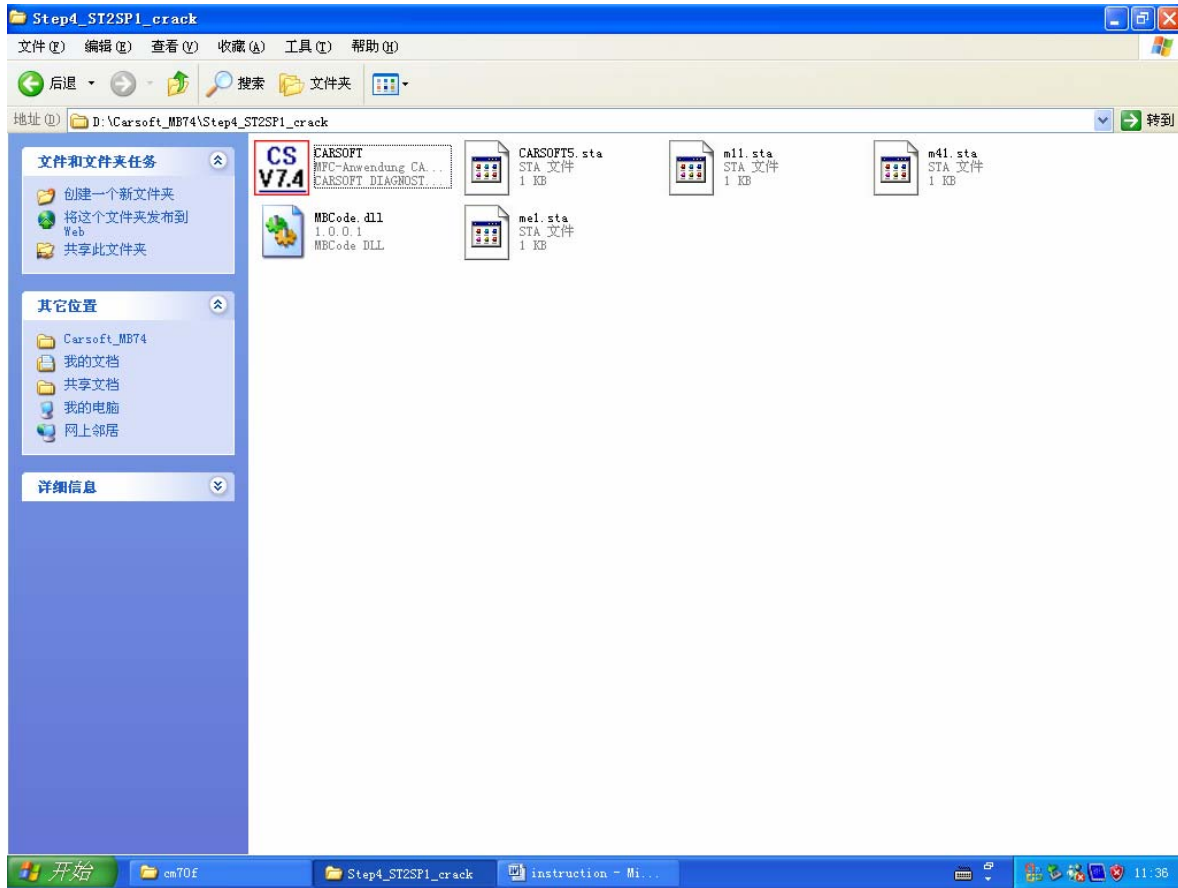 Step4_ST2SP1_crack
文件(F) 编辑(E) 查看(V) 收藏(A) 工具(T) 帮助(H)
后退 搜索 文件夹
地址(D) D:\Carsoft_MB74\Step4_ST2SP1_crack 转到
文件和文件夹任务
创建一个新文件夹
将这个文件夹发布到
Web
共享此文件夹
其它位置
Carsoft_MB74
我的文档
共享文档
我的电脑
网上邻居
详细信息
CS
V7.4
CARSOFT
MFC-Anwendung CA...
CARSOFT DIAGNOST...
CARSOFT5.sta
STA 文件
1 KB
m11.sta
STA 文件
1 KB
m41.sta
STA 文件
1 KB
MBCode.dll
1.0.0.1
MBCode DLL
me1.sta
STA 文件
1 KB
开始 cm70f Step4_ST2SP1_crack instruction - Mi... 11:36